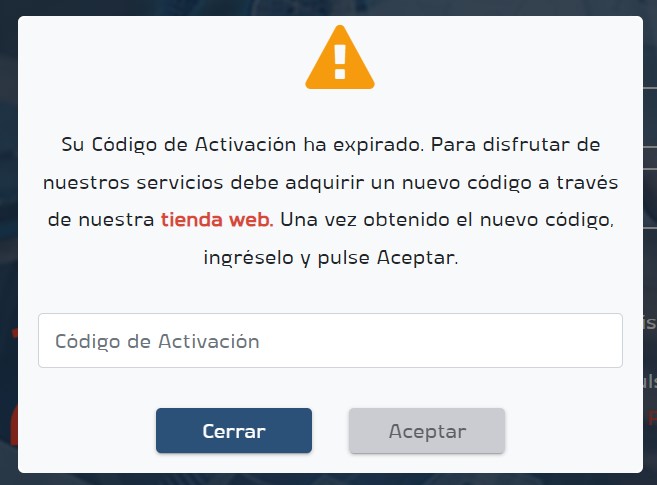 Su Código de Activación ha expirado. Para disfrutar de
nuestros servicios debe adquirir un nuevo código a través
de nuestra tienda web. Una vez obtenido el nuevo código,
ingréselo y pulse Aceptar.
Código de Activación
Cerrar Aceptar